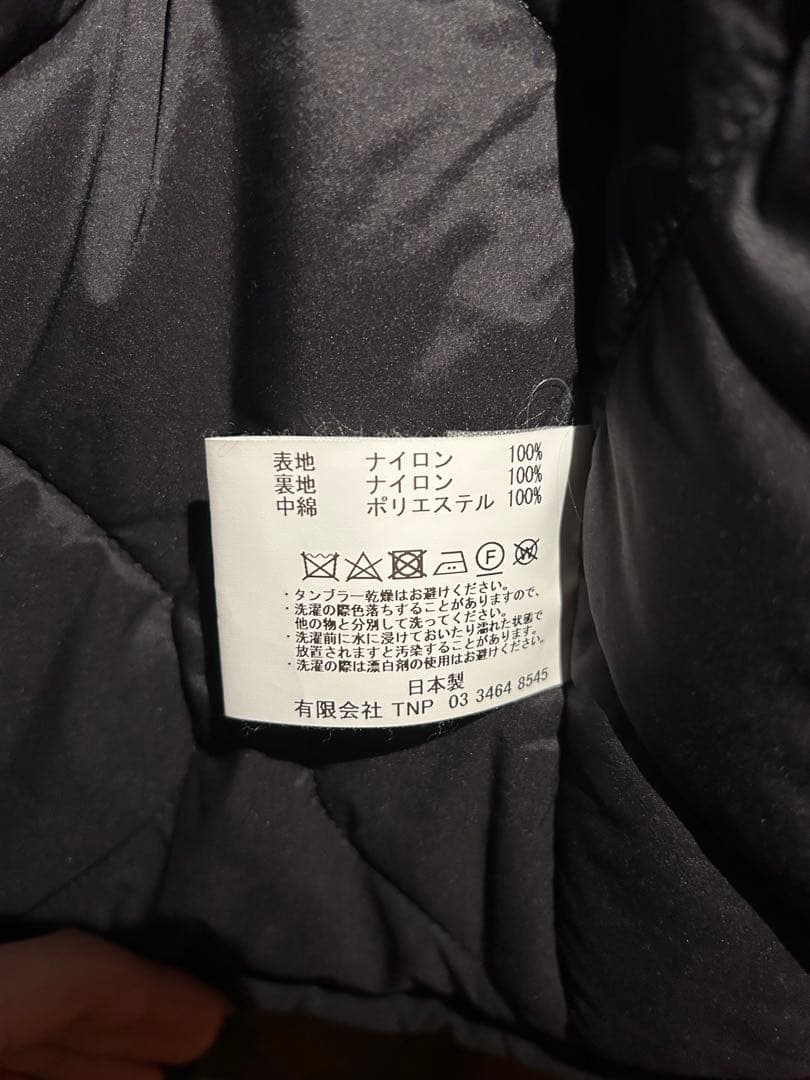 表地 ナイロン 100%
裏地 ナイロン 100%
中綿 ポリエステル 100%
F W
・タンブラー乾燥はお避けください。
・洗濯の際色落ちすることがありますので、
他の物と分別して洗ってください。
・洗濯前に水に浸けておいたり濡れた状態で
放置されますと汚染することがあります。
・洗濯の際は漂白剤の使用はお避けください。
日本製
有限会社 TNP 03 3464 8545